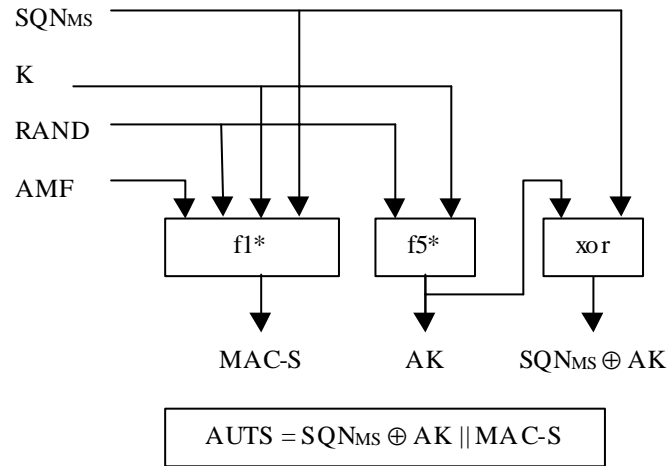 SQNMS
K
RAND
AMF
f1* f5* xor
MAC-S AK SQNMS ⊕ AK
AUTS = SQNMS ⊕ AK || MAC-S